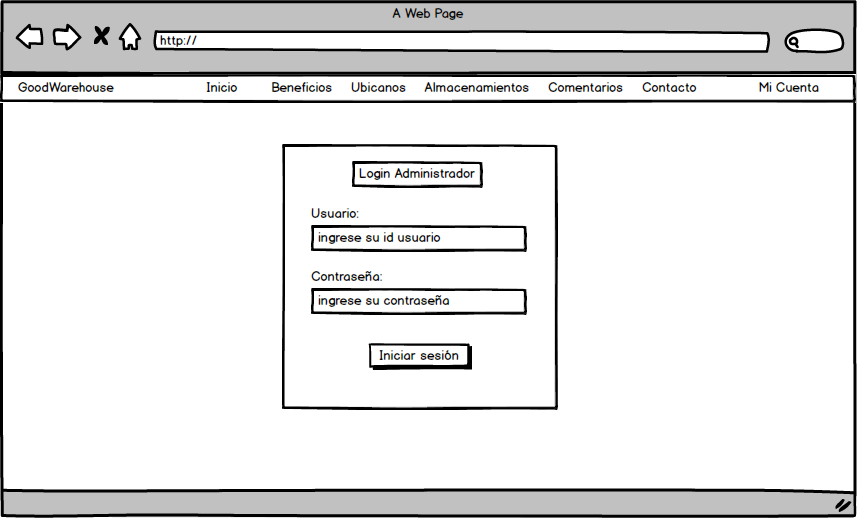 A Web Page
http://
GoodWarehouse Inicio Beneficios Ubicanos Almacenamientos Comentarios Contacto Mi Cuenta
Login Administrador
Usuario:
ingrese su id usuario
Contraseña:
ingrese su contraseña
Iniciar sesión